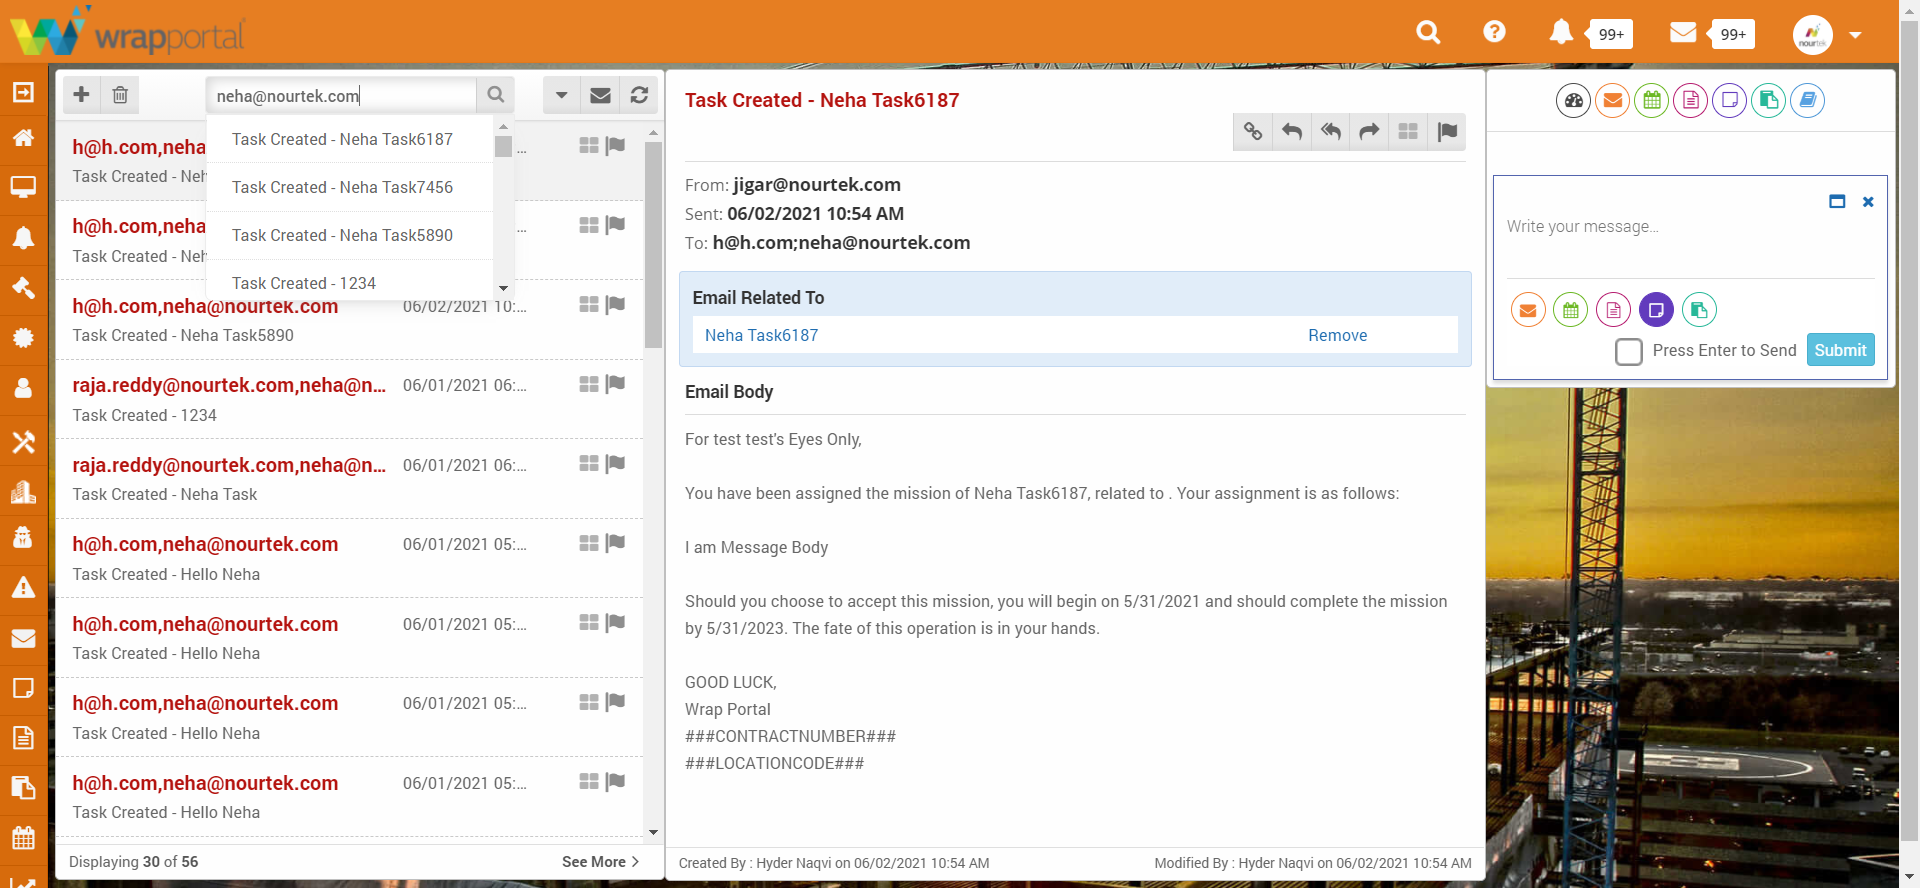 wrapportal
99+
99+
nourtek
neha@nourtek.com
Task Created - Neha Task6187
Task Created - Neha Task7456
Task Created - Neha Task5890
Task Created - 1234
h@h.com,neha
...
Task Created - Neh
h@h.com,neha
...
Task Created - Neh
h@h.com,neha@nourtek.com 06/02/2021 10:...
Task Created - Neha Task5890
raja.reddy@nourtek.com,neha@n... 06/01/2021 06:...
Task Created - 1234
raja.reddy@nourtek.com,neha@n... 06/01/2021 06:...
Task Created - Neha Task
h@h.com,neha@nourtek.com 06/01/2021 05:...
Task Created - Hello Neha
h@h.com,neha@nourtek.com 06/01/2021 05:...
Task Created - Hello Neha
h@h.com,neha@nourtek.com 06/01/2021 05:...
Task Created - Hello Neha
h@h.com,neha@nourtek.com 06/01/2021 05:...
Task Created - Hello Neha
Displaying 30 of 56 See More
Task Created - Neha Task6187
From: jigar@nourtek.com
Sent: 06/02/2021 10:54 AM
To: h@h.com;neha@nourtek.com
Email Related To
Neha Task6187 Remove
Email Body
For test test's Eyes Only,
You have been assigned the mission of Neha Task6187, related to . Your assignment is as follows:
I am Message Body
Should you choose to accept this mission, you will begin on 5/31/2021 and should complete the mission
by 5/31/2023. The fate of this operation is in your hands.
GOOD LUCK,
Wrap Portal
###CONTRACTNUMBER###
###LOCATIONCODE###
Created By : Hyder Naqvi on 06/02/2021 10:54 AM Modified By : Hyder Naqvi on 06/02/2021 10:54 AM
Write your message...
Press Enter to Send Submit